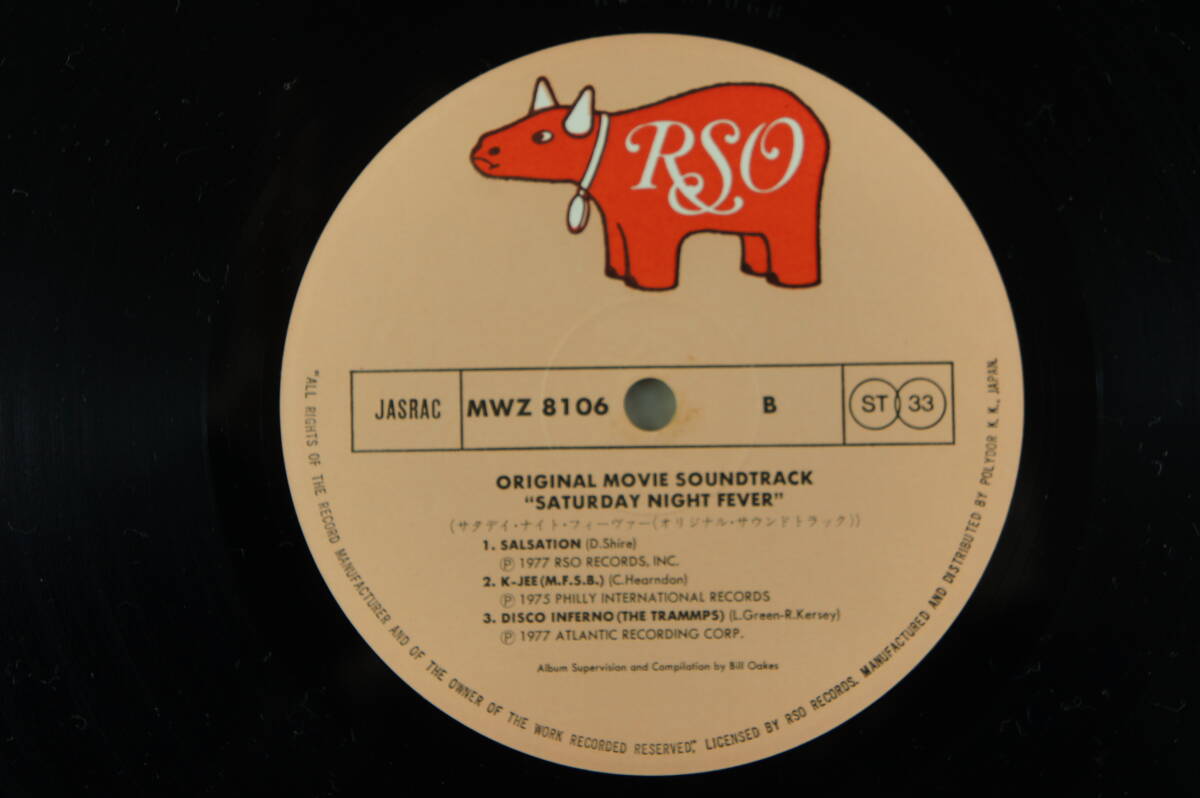 RSO
JASRAC
MWZ 8106
B
ST 33
ORIGINAL MOVIE SOUNDTRACK
"SATURDAY NIGHT FEVER"
(サタデイ・ナイト・フィーヴァー(オリジナル・サウンドトラック))
1. SALSATION (D.Shire)
Ⓟ 1977 RSO RECORDS, INC.
2. K-JEE (M.F.S.B.) (C.Hearndon)
Ⓟ 1975 PHILLY INTERNATIONAL RECORDS
3. DISCO INFERNO (THE TRAMMPS) (L.Green-R.Kersey)
Ⓟ 1977 ATLANTIC RECORDING CORP.
Album Supervision and Compilation by Bill Oakes
"ALL RIGHTS OF THE RECORD MANUFACTURER AND OF THE OWNER OF THE WORK RECORDED RESERVED." LICENSED BY RSO RECORDS. MANUFACTURED AND DISTRIBUTED BY POLYDOR K.K., JAPAN.